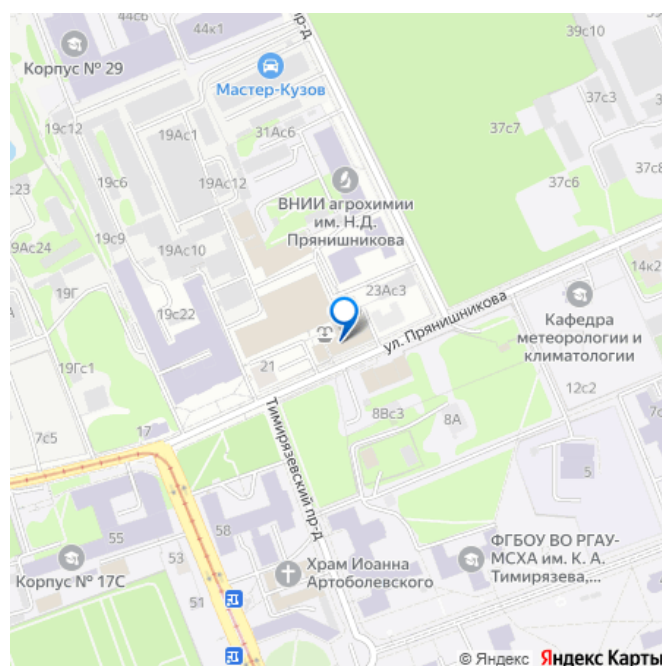 44к1
39с10
Корпус № 29
пр-д
Мастер-Кузов
37с3
19с12
19Ас1
31Ас6
37с7
19с6
19Ас12
37с8
с23
ВНИИ агрохимии
им. Н.Д.
Прянишникова
37с6
19с9
19Ас24
19Ас10
14к2
19Г
23Ас3
ул. Прянишникова
Кафедра
метеорологии и
климатологии
19с22
19Гс1
21
12с2
Тимирязевский пр-д
8Вс3
8А
7с5
17
5
55
58
ФГБОУ ВО РГАУ-
МСХА им. К. А.
Тимирязева,...
Корпус № 17С
53
Храм Иоанна
Артоболевского
51
© Яндекс Яндекс Карты